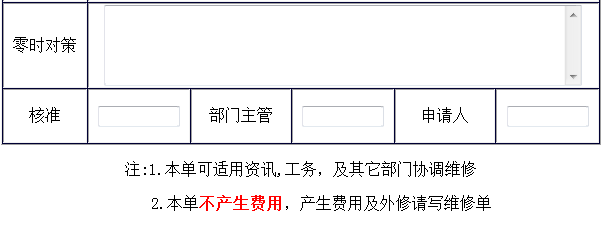 零时对策
核准 部门主管 申请人
注:1.本单可适用资讯,工务，及其它部门协调维修
2.本单不产生费用，产生费用及外修请写维修单